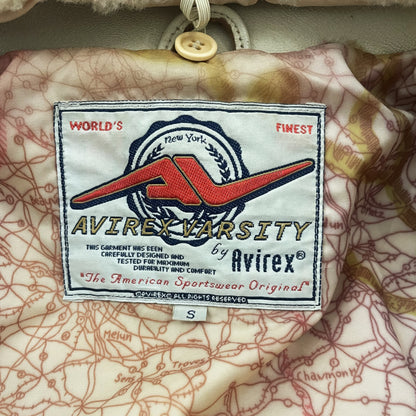 WORLD'S FINEST
New York
AVIREX VARSITY
by Avirex®
THIS GARMENT HAS BEEN
CAREFULLY DESIGNED AND
TESTED FOR MAXIMUM
DURABILITY AND COMFORT
"The American Sportswear Original"
ALL RIGHTS RESERVED
S
Melun
Chaumont